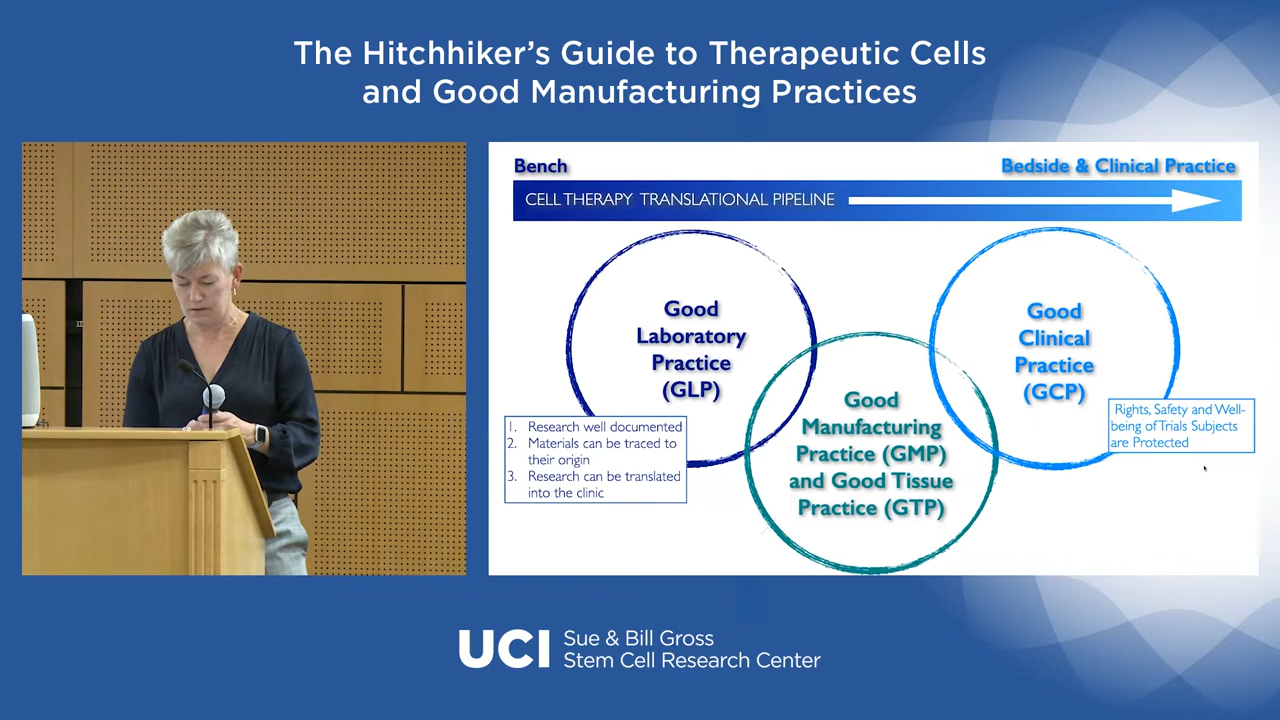 The Hitchhiker’s Guide to Therapeutic Cells
and Good Manufacturing Practices
Bench
Bedside & Clinical Practice
CELL THERAPY TRANSLATIONAL PIPELINE
Good
Laboratory
Practice
(GLP)
1. Research well documented
2. Materials can be traced to
their origin
3. Research can be translated
into the clinic
Good
Manufacturing
Practice (GMP)
and Good Tissue
Practice (GTP)
Good
Clinical
Practice
(GCP)
Rights, Safety and Well-
being of Trials Subjects
are Protected
UCI
Sue & Bill Gross
Stem Cell Research Center